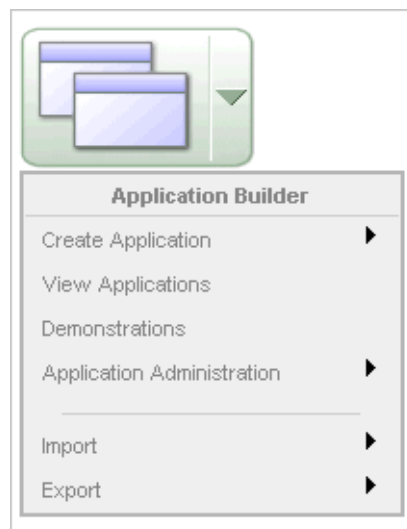 Application Builder
Create Application
View Applications
Demonstrations
Application Administration
Import
Export